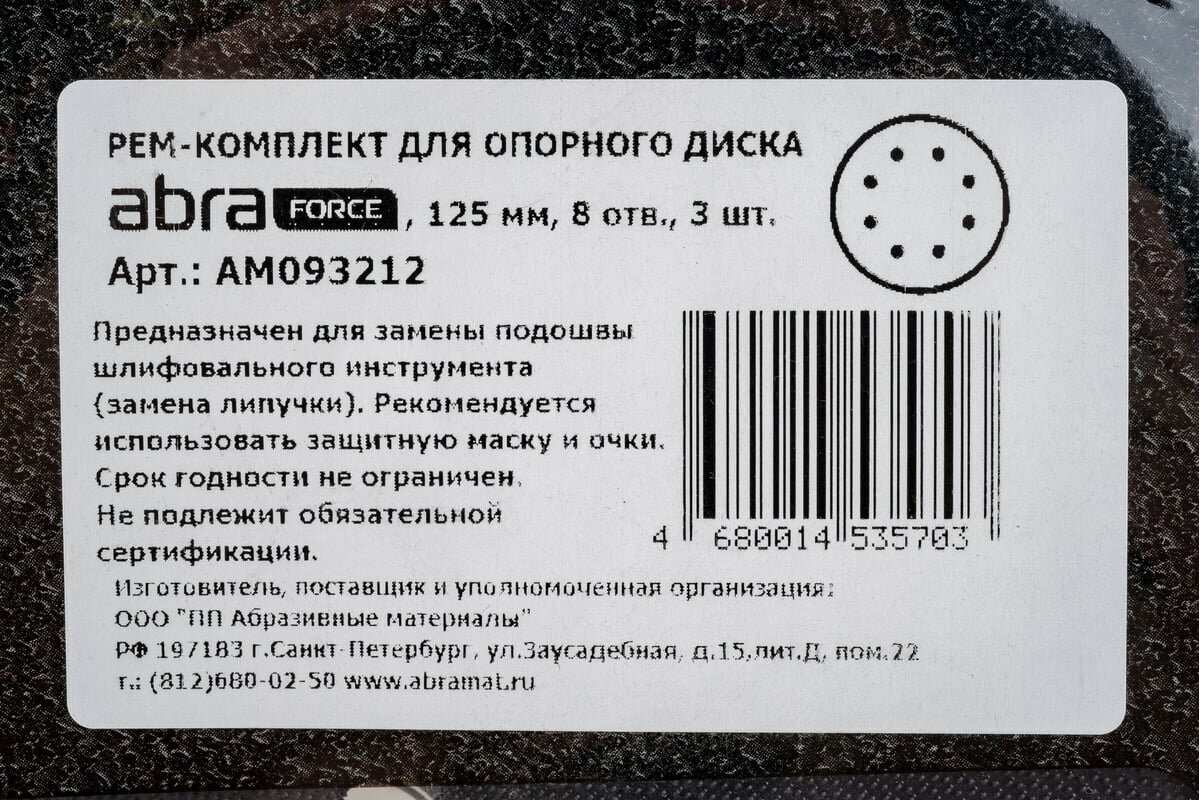 РЕМ-КОМПЛЕКТ ДЛЯ ОПОРНОГО ДИСКА
abra FORCE, 125 мм, 8 отв., 3 шт.
Арт.: AM093212
Предназначен для замены подошвы
шлифовального инструмента
(замена липучки). Рекомендуется
использовать защитную маску и очки.
Срок годности не ограничен.
Не подлежит обязательной
сертификации.
4 680014 535703
Изготовитель, поставщик и уполномоченная организация:
ООО "ПП Абразивные материалы"
РФ 197183 г.Санкт-Петербург, ул.Заусадебная, д.15,лит.Д, пом.22
т.: (812)680-02-50 www.abramat.ru